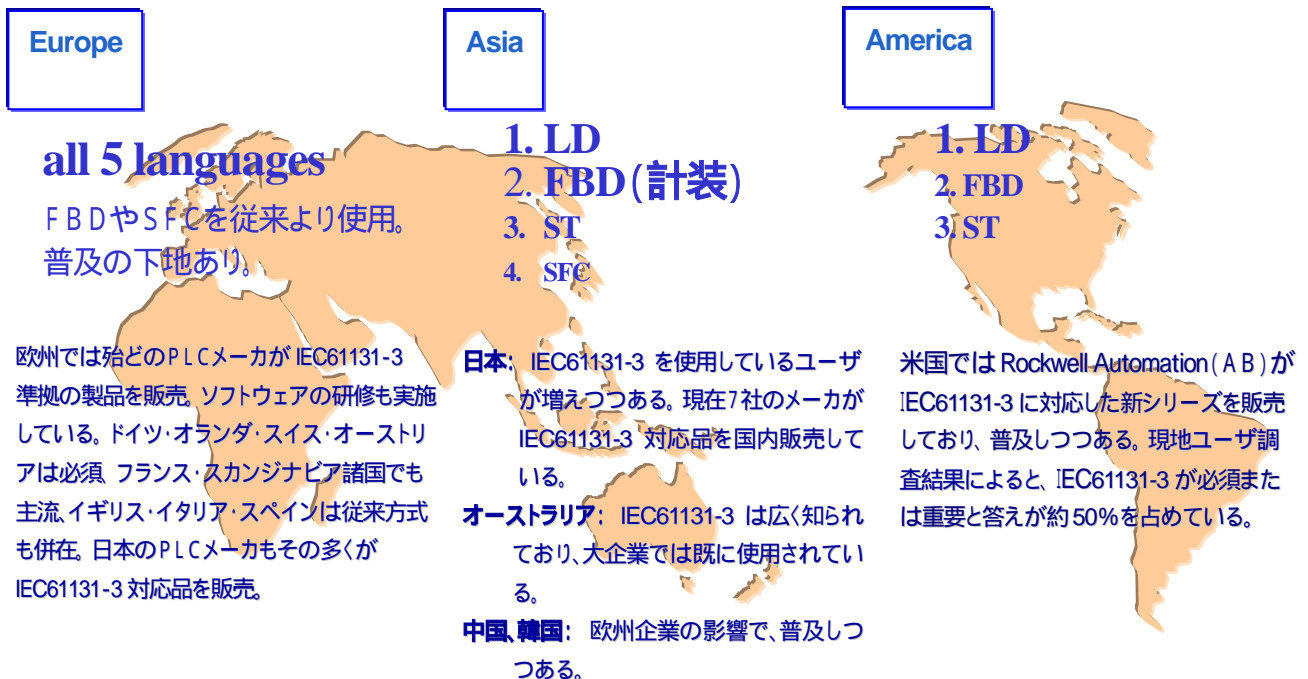 Europe
all 5 languages
FBDやSFCを従来より使用。
普及の下地あり。
欧州では殆どのPLCメーカが IEC61131-3
準拠の製品を販売。ソフトウェアの研修も実施
している。ドイツ・オランダ・スイス・オーストリ
アは必須、フランス・スカンジナビア諸国でも
主流、イギリス・イタリア・スペインは従来方式
も併在。日本のPLCメーカもその多くが
IEC61131-3 対応品を販売。
Asia
1. LD
2. FBD(計装)
3. ST
4. SFC
日本: IEC61131-3 を使用しているユーザ
が増えつつある。現在7社のメーカが
IEC61131-3 対応品を国内販売して
いる。
オーストラリア: IEC61131-3 は広く知られ
ており、大企業では既に使用されてい
る。
中国、韓国: 欧州企業の影響で、普及しつ
つある。
America
1. LD
2. FBD
3. ST
米国では Rockwell Automation(AB)が
IEC61131-3 に対応した新シリーズを販売
しており、普及しつつある。現地ユーザ調
査結果によると、IEC61131-3 が必須また
は重要と答えが約50%を占めている。